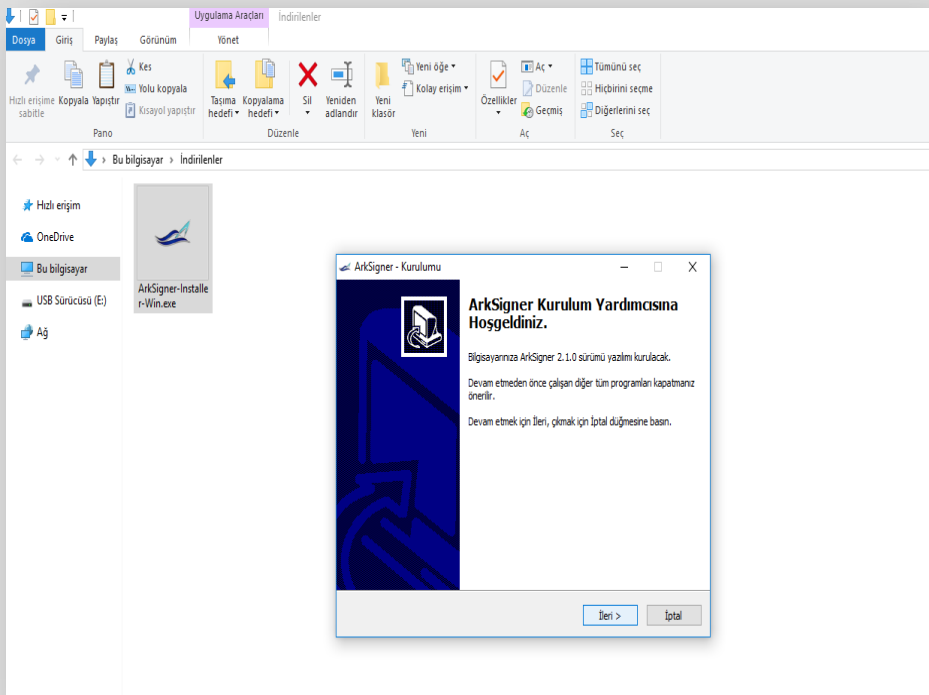 Uygulama Araçları
İndirilenler
Dosya
Giriş
Paylaş
Görünüm
Yönet
Hızlı erişime
sabitle
Kopyala
Yapıştır
Kes
Yolu kopyala
Kısayol yapıştır
Pano
Taşıma
hedefi
Kopyalama
hedefi
Sil
Yeniden
adlandır
Düzenle
Yeni
klasör
Yeni öğe
Kolay erişim
Yeni
Özellikler
Aç
Düzenle
Geçmiş
Aç
Tümünü seç
Hiçbirini seçme
Diğerlerini seç
Seç
Bu bilgisayar › İndirilenler
Hızlı erişim
OneDrive
Bu bilgisayar
USB Sürücüsü (E:)
Ağ
ArkSigner-Installe
r-Win.exe
ArkSigner - Kurulumu
ArkSigner Kurulum Yardımcısına
Hoşgeldiniz.
Bilgisayarınıza ArkSigner 2.1.0 sürümü yazılımı kurulacak.
Devam etmeden önce çalışan diğer tüm programları kapatmanız
önerilir.
Devam etmek için İleri, çıkmak için İptal düğmesine basın.
İleri >
İptal